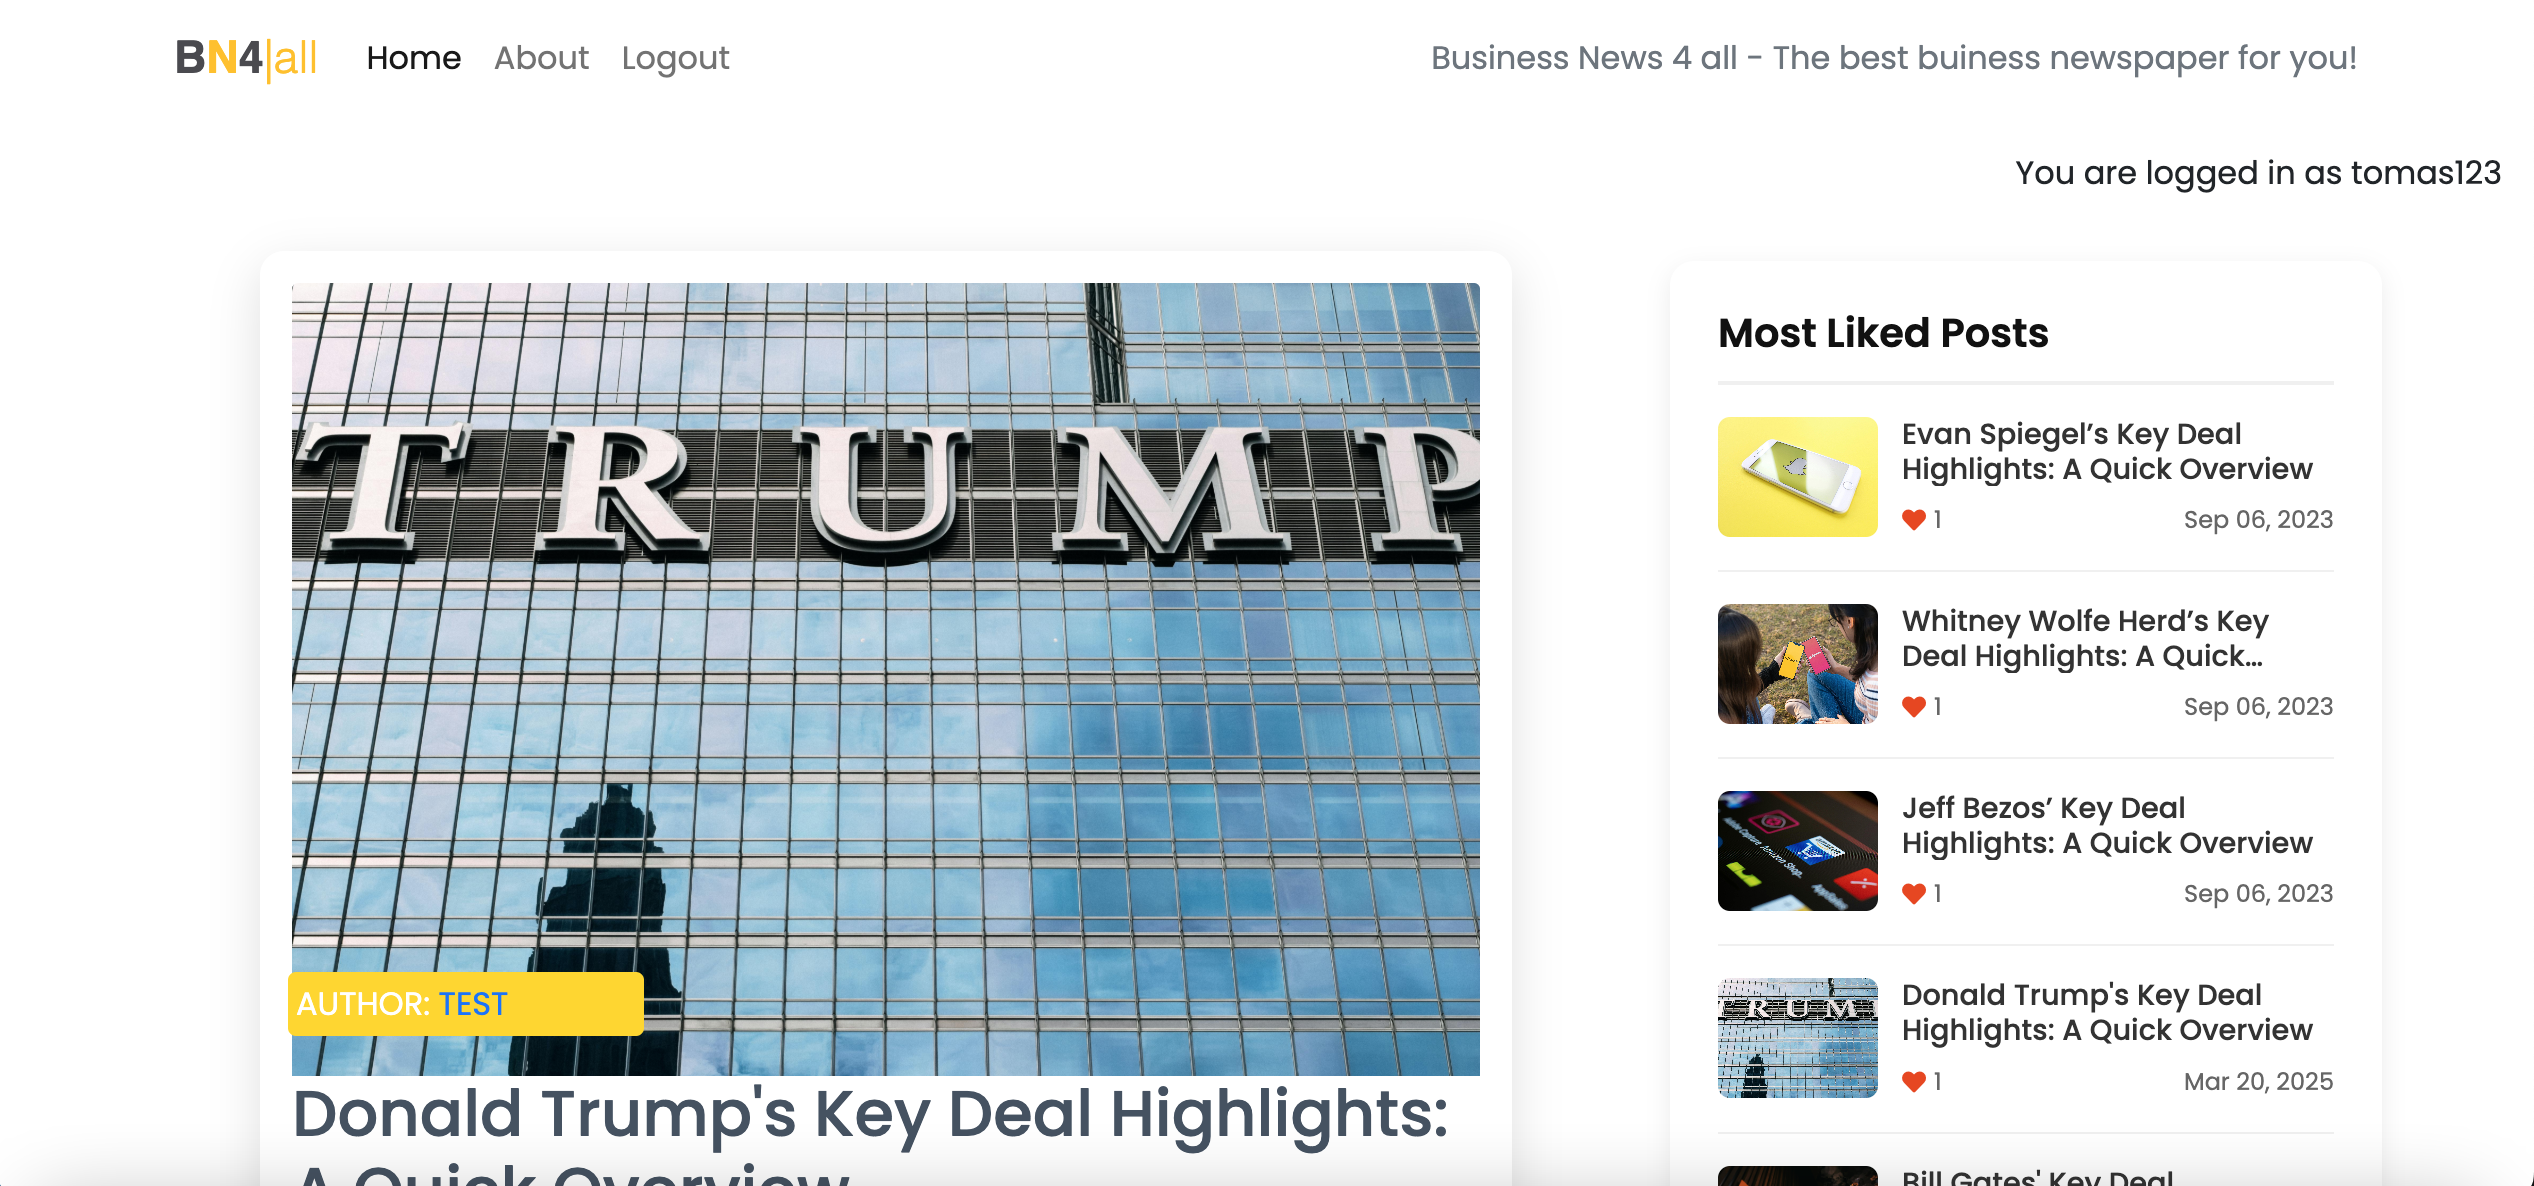 BN4|all Home About Logout Business News 4 all - The best buiness newspaper for you!
You are logged in as tomas123
TRUMP
AUTHOR: TEST
Donald Trump's Key Deal Highlights:
A Quick Overview
Most Liked Posts
Evan Spiegel’s Key Deal
Highlights: A Quick Overview
1 Sep 06, 2023
Whitney Wolfe Herd’s Key
Deal Highlights: A Quick...
1 Sep 06, 2023
Jeff Bezos’ Key Deal
Highlights: A Quick Overview
1 Sep 06, 2023
TRUM
Donald Trump's Key Deal
Highlights: A Quick Overview
1 Mar 20, 2025
Bill Gates' Key Deal